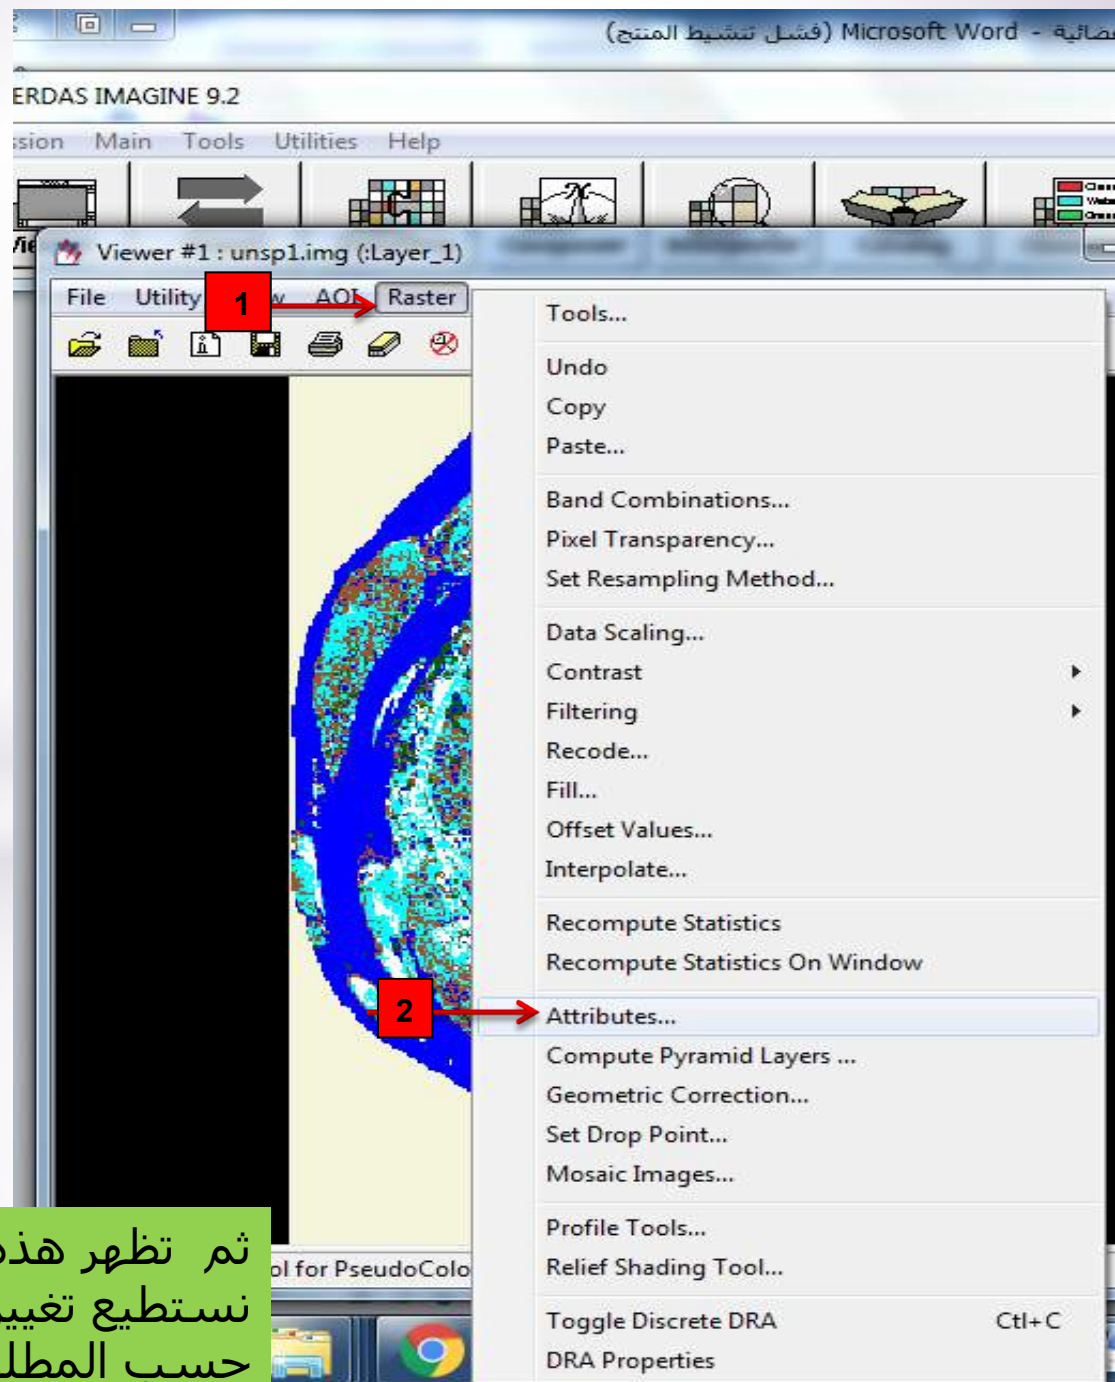 Microsoft Word - (فشل تنشيط المنتج)
ERDAS IMAGINE 9.2
Main Tools Utilities Help
Viewer #1 : unsp1.img (:Layer_1)
File Utility AOI Raster
1
Tools...
Undo
Copy
Paste...
Band Combinations...
Pixel Transparency...
Set Resampling Method...
Data Scaling...
Contrast
Filtering
Recode...
Fill...
Offset Values...
Interpolate...
Recompute Statistics
Recompute Statistics On Window
2
Attributes...
Compute Pyramid Layers ...
Geometric Correction...
Set Drop Point...
Mosaic Images...
Profile Tools...
Relief Shading Tool...
Toggle Discrete DRA Ctl+C
DRA Properties
for PseudoColo
ثم تظهر هذه
نستطيع تغيير
حسب المطل